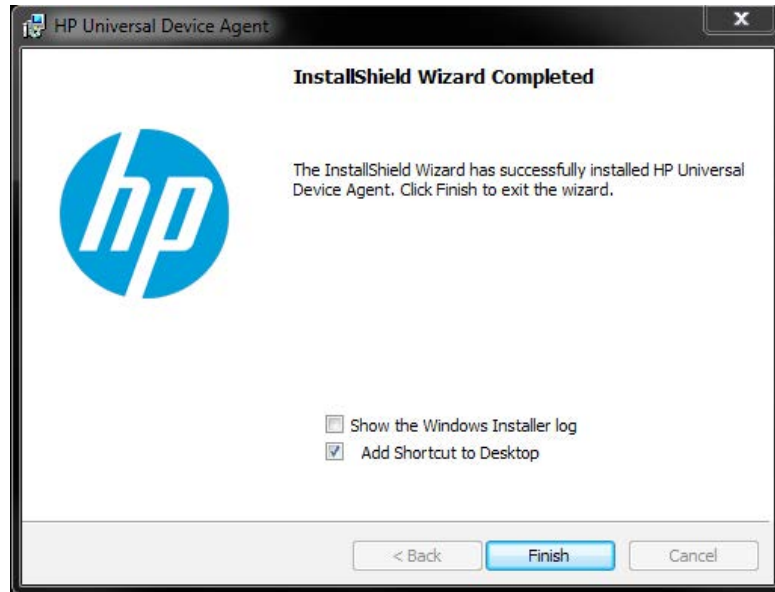 HP Universal Device Agent
X
InstallShield Wizard Completed
hp
The InstallShield Wizard has successfully installed HP Universal
Device Agent. Click Finish to exit the wizard.
Show the Windows Installer log
Add Shortcut to Desktop
< Back Finish Cancel